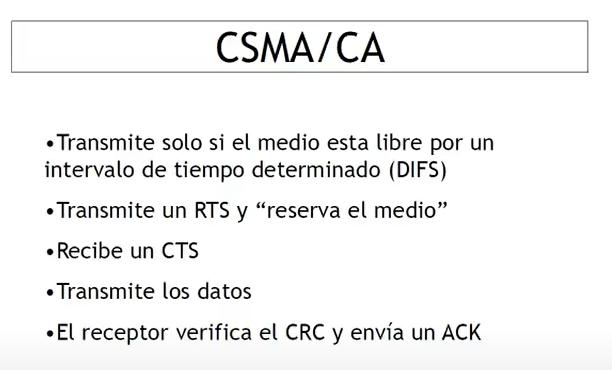 CSMA/CA
•Transmite solo si el medio esta libre por un
intervalo de tiempo determinado (DIFS)
•Transmite un RTS y “reserva el medio”
•Recibe un CTS
•Transmite los datos
•El receptor verifica el CRC y envía un ACK